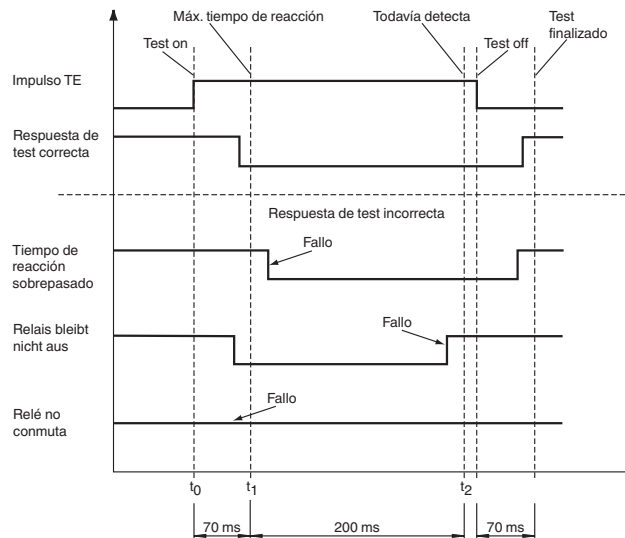 Máx. tiempo de reacción
Todavía detecta
Test
finalizado
Test on
Test off
Impulso TE
Respuesta de
test correcta
Respuesta de test incorrecta
Tiempo de
reacción
sobrepasado
Fallo
Relais bleibt
nicht aus
Fallo
Relé no
conmuta
Fallo
t0
t1
t2
70 ms
200 ms
70 ms